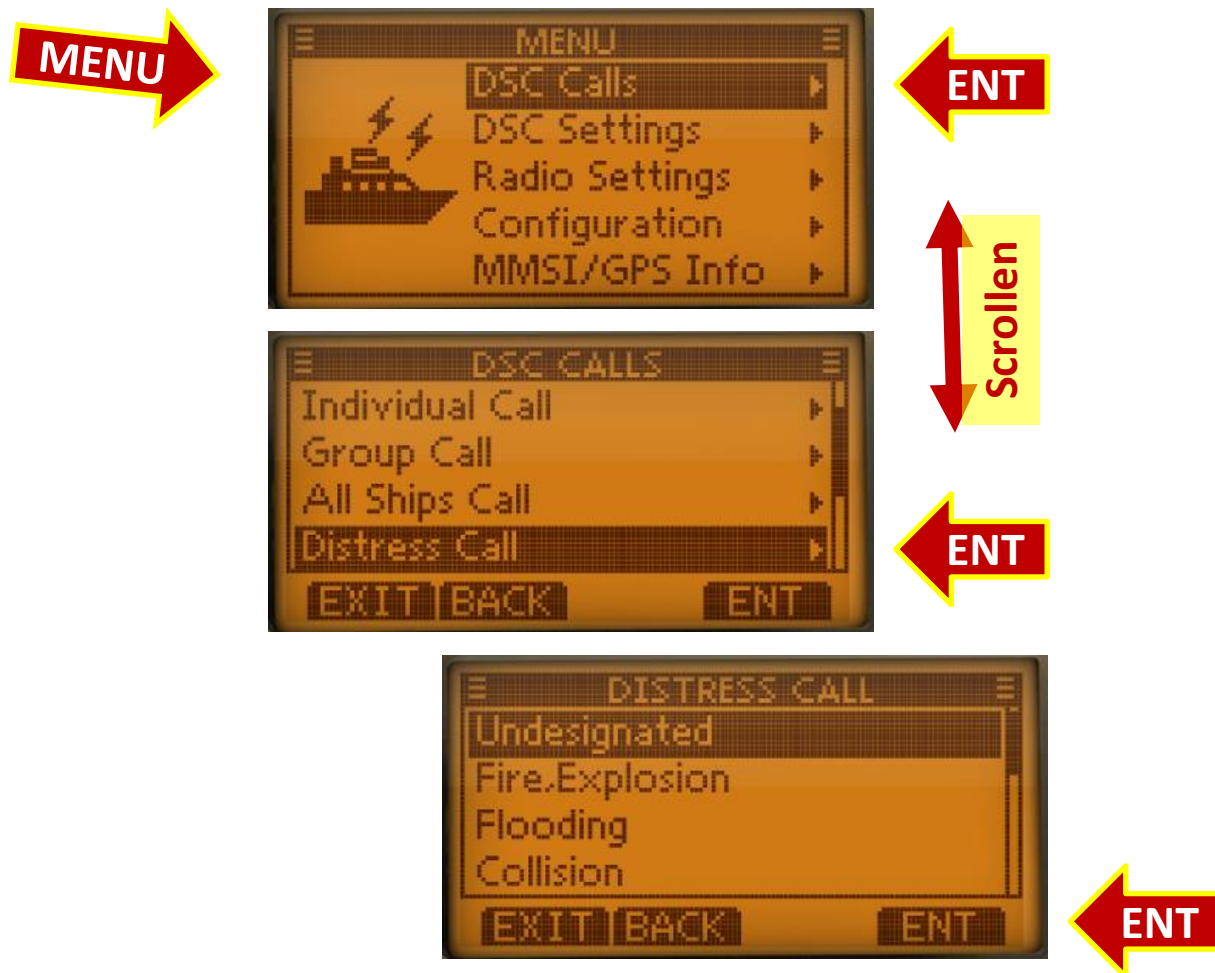 MENU
MENU
DSC Calls
ENT
DSC Settings
Radio Settings
Configuration
MMSI/GPS Info
Scrollen
DSC CALLS
Individual Call
Group Call
All Ships Call
Distress Call
ENT
EXIT BACK ENT
DISTRESS CALL
Undesignated
Fire,Explosion
Flooding
Collision
EXIT BACK ENT
ENT